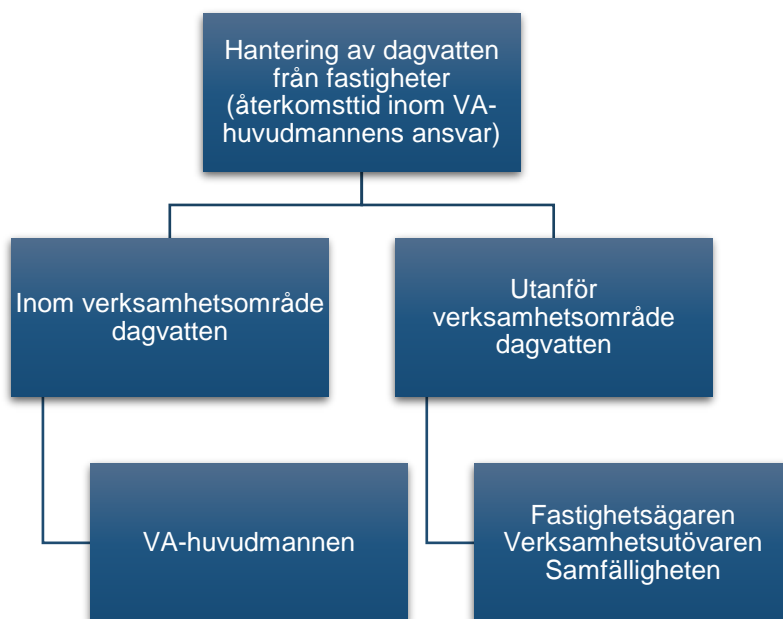 Hantering av dagvatten
från fastigheter
(återkomsttid inom VA-
huvudmannens ansvar)
Inom verksamhetsområde
dagvatten
Utanför
verksamhetsområde
dagvatten
VA-huvudmannen
Fastighetsägaren
Verksamhetsutövaren
Samfälligheten